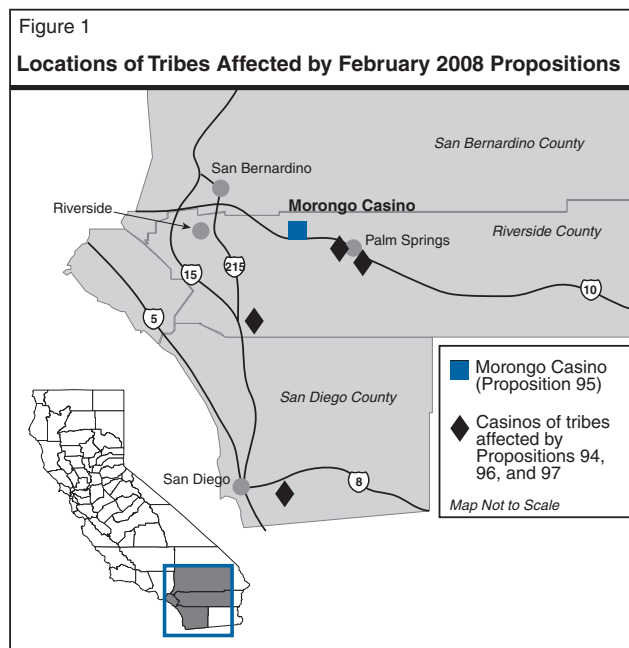 Figure 1
Locations of Tribes Affected by February 2008 Propositions
San Bernardino County
San Bernardino
Morongo Casino
Riverside
Riverside County
Palm Springs
15
215
10
5
San Diego County
San Diego
8
Morongo Casino
(Proposition 95)
Casinos of tribes
affected by
Propositions 94,
96, and 97
Map Not to Scale